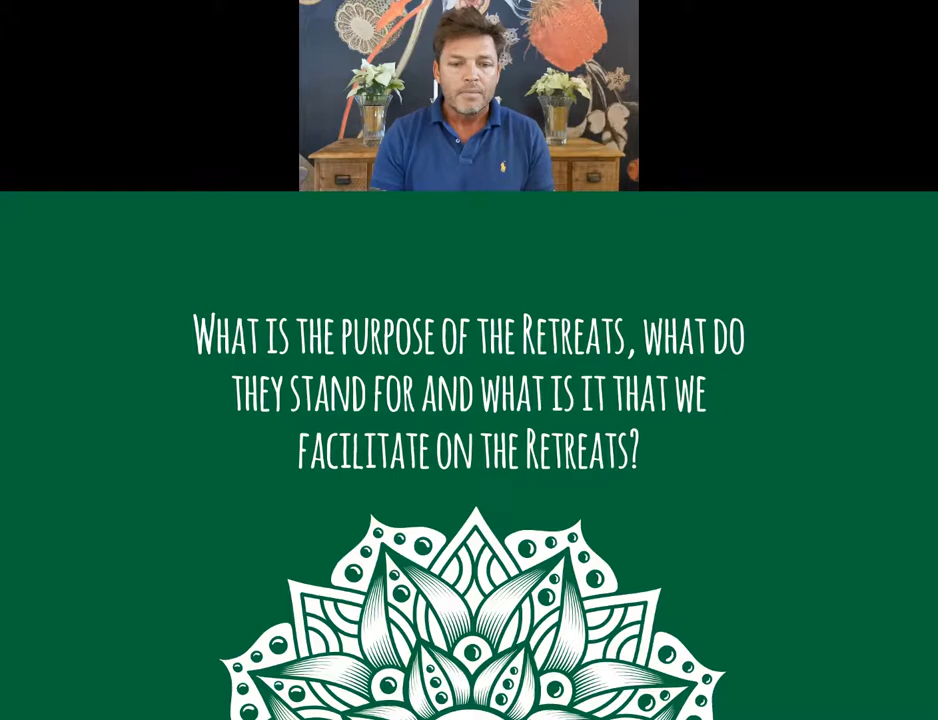 What is the purpose of the Retreats, what do
they stand for and what is it that we
facilitate on the Retreats?